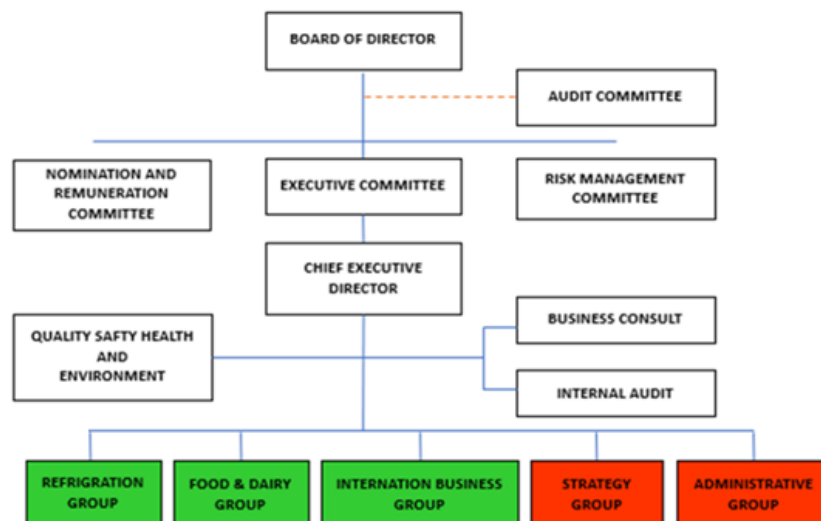 BOARD OF DIRECTOR
AUDIT COMMITTEE
NOMINATION AND
REMUNERATION
COMMITTEE
EXECUTIVE COMMITTEE
RISK MANAGEMENT
COMMITTEE
CHIEF EXECUTIVE
DIRECTOR
QUALITY SAFTY HEALTH
AND
ENVIRONMENT
BUSINESS CONSULT
INTERNAL AUDIT
REFRIGRATION
GROUP
FOOD & DAIRY
GROUP
INTERNATION BUSINESS
GROUP
STRATEGY
GROUP
ADMINISTRATIVE
GROUP